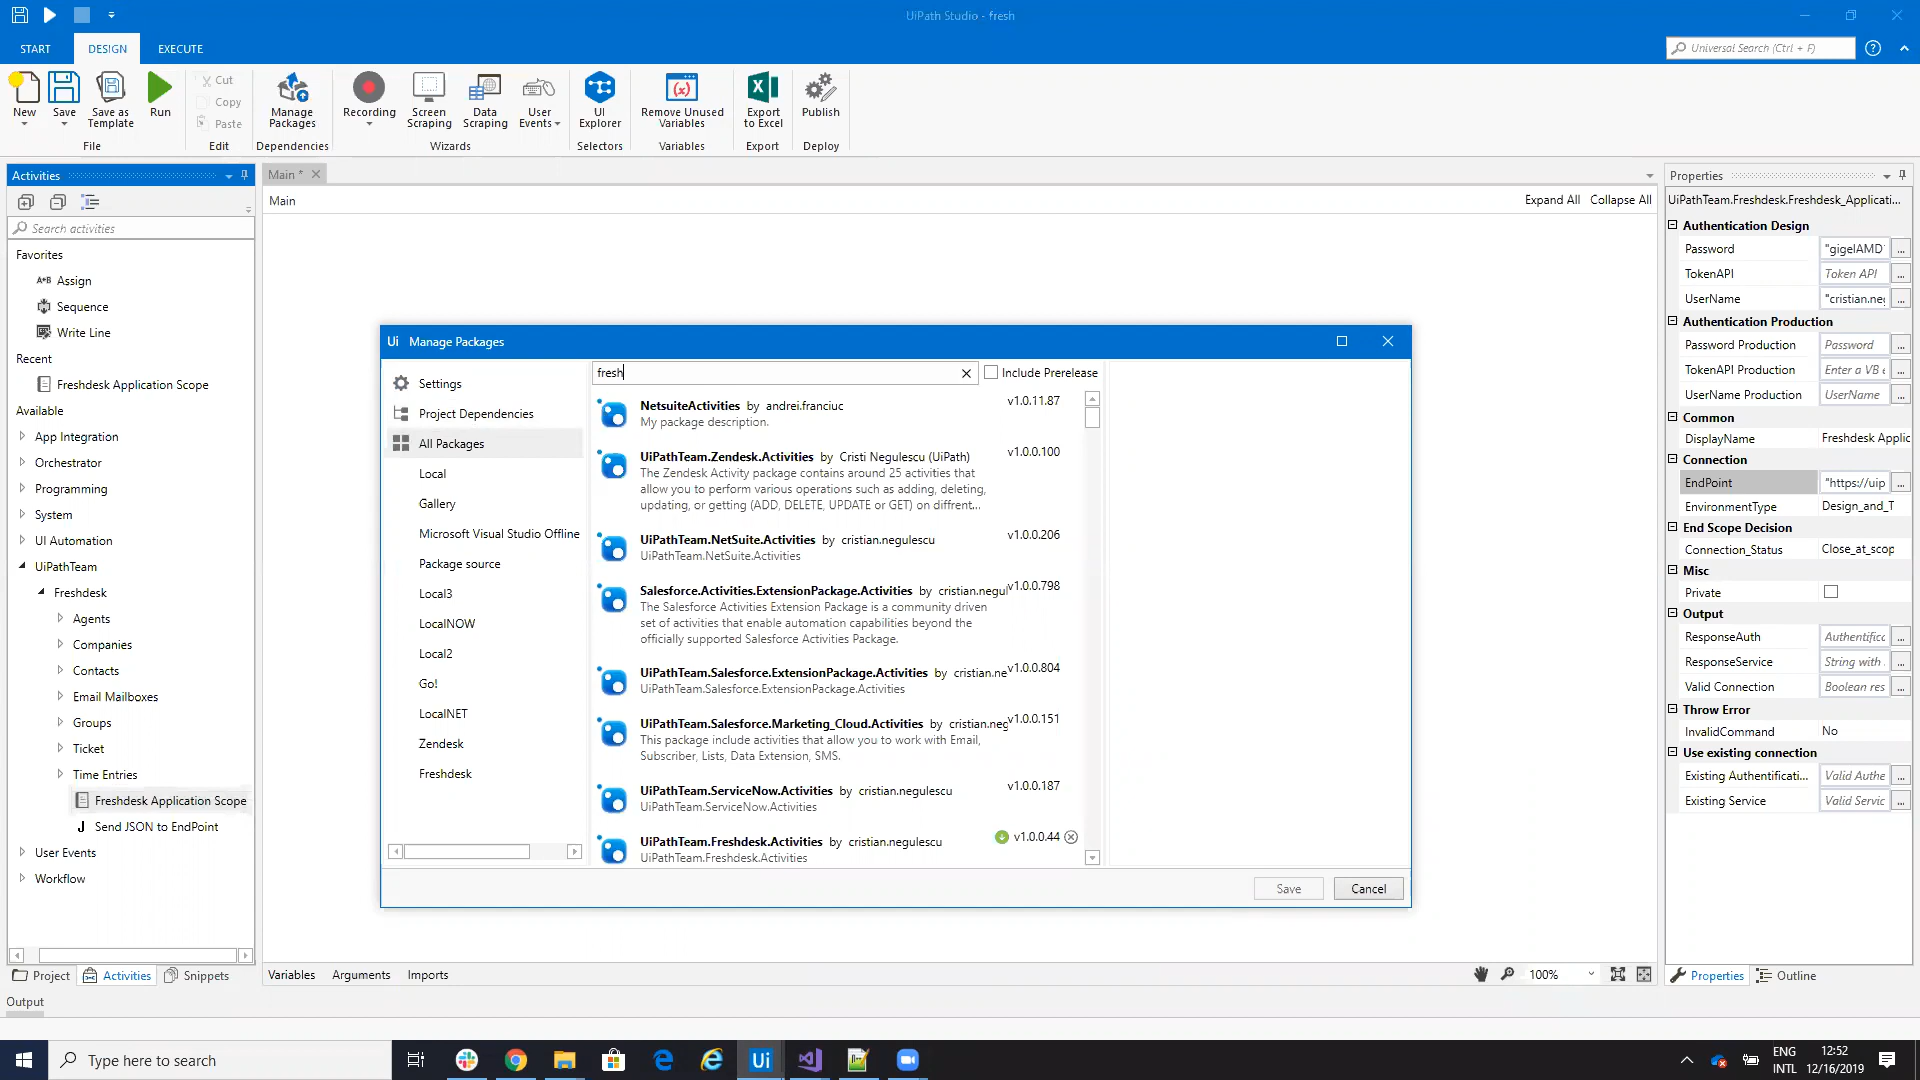 UiPath Studio - fresh
START
DESIGN
EXECUTE
Universal Search (Ctrl + F)
New
Save
Save as
Template
Run
Cut
Copy
Paste
Manage
Packages
Recording
Screen
Scraping
Data
Scraping
User
Events
UI
Explorer
Remove Unused
Variables
Export
to Excel
Publish
File
Edit
Dependencies
Wizards
Selectors
Variables
Export
Deploy
Activities
Search activities
Favorites
A+B Assign
Sequence
Write Line
Recent
Freshdesk Application Scope
Available
App Integration
Orchestrator
Programming
System
UI Automation
UiPathTeam
Freshdesk
Agents
Companies
Contacts
Email Mailboxes
Groups
Ticket
Time Entries
Freshdesk Application Scope
J Send JSON to EndPoint
User Events
Workflow
Project
Activities
Snippets
Output
Main *
Main
Expand All
Collapse All
Ui Manage Packages
Settings
Project Dependencies
All Packages
Local
Gallery
Microsoft Visual Studio Offline
Package source
Local3
LocalNOW
Local2
Go!
LocalNET
Zendesk
Freshdesk
fresh
Include Prerelease
NetsuiteActivities by andrei.franciuc
v1.0.11.87
My package description.
UiPathTeam.Zendesk.Activities by Cristi Negulescu (UiPath)
v1.0.0.100
The Zendesk Activity package contains around 25 activities that
allow you to perform various operations such as adding, deleting,
updating, or getting (ADD, DELETE, UPDATE or GET) on diffrent...
UiPathTeam.NetSuite.Activities by cristian.negulescu
v1.0.0.206
UiPathTeam.NetSuite.Activities
Salesforce.Activities.ExtensionPackage.Activities by cristian.negul
v1.0.0.798
The Salesforce Activities Extension Package is a community driven
set of activities that enable automation capabilities beyond the
officially supported Salesforce Activities Package.
UiPathTeam.Salesforce.ExtensionPackage.Activities by cristian.ne
v1.0.0.804
UiPathTeam.Salesforce.ExtensionPackage.Activities
UiPathTeam.Salesforce.Marketing_Cloud.Activities by cristian.neg
v1.0.0.151
This package include activities that allow you to work with Email,
Subscriber, Lists, Data Extension, SMS.
UiPathTeam.ServiceNow.Activities by cristian.negulescu
v1.0.0.187
UiPathTeam.ServiceNow.Activities
UiPathTeam.Freshdesk.Activities by cristian.negulescu
v1.0.0.44
UiPathTeam.Freshdesk.Activities
Save
Cancel
Variables
Arguments
Imports
100%
Properties
UiPathTeam.Freshdesk.Freshdesk_Applicati...
Authentication Design
Password "gigelAMD
TokenAPI Token API
UserName "cristian.neg
Authentication Production
Password Production Password
TokenAPI Production Enter a VB e
UserName Production UserName
Common
DisplayName Freshdesk Applic
Connection
EndPoint "https://uip
EnvironmentType Design_and_T
End Scope Decision
Connection_Status Close_at_scop
Misc
Private
Output
ResponseAuth Authentifica
ResponseService String with
Valid Connection Boolean res
Throw Error
InvalidCommand No
Use existing connection
Existing Authentificati... Valid Authe
Existing Service Valid Servic
Properties
Outline
Type here to search
Ui
ENG
INTL
12:52
12/16/2019